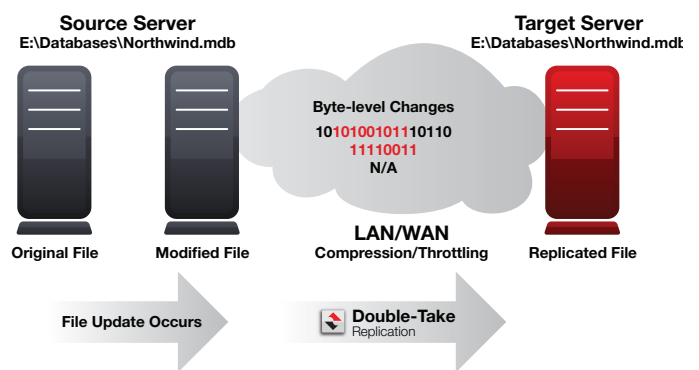 Source Server
E:\Databases\Northwind.mdb
Target Server
E:\Databases\Northwind.mdb
Byte-level Changes
1010100101110110
11110011
N/A
LAN/WAN
Compression/Throttling
Original File
Modified File
Replicated File
File Update Occurs
Double-Take
Replication